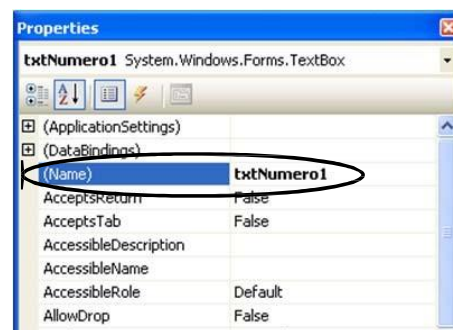 Properties
txtNumero1 System.Windows.Forms.TextBox
(ApplicationSettings)
(DataBindings)
(Name) txtNumero1
AcceptsReturn False
AcceptsTab False
AccessibleDescription
AccessibleName
AccessibleRole Default
AllowDrop False